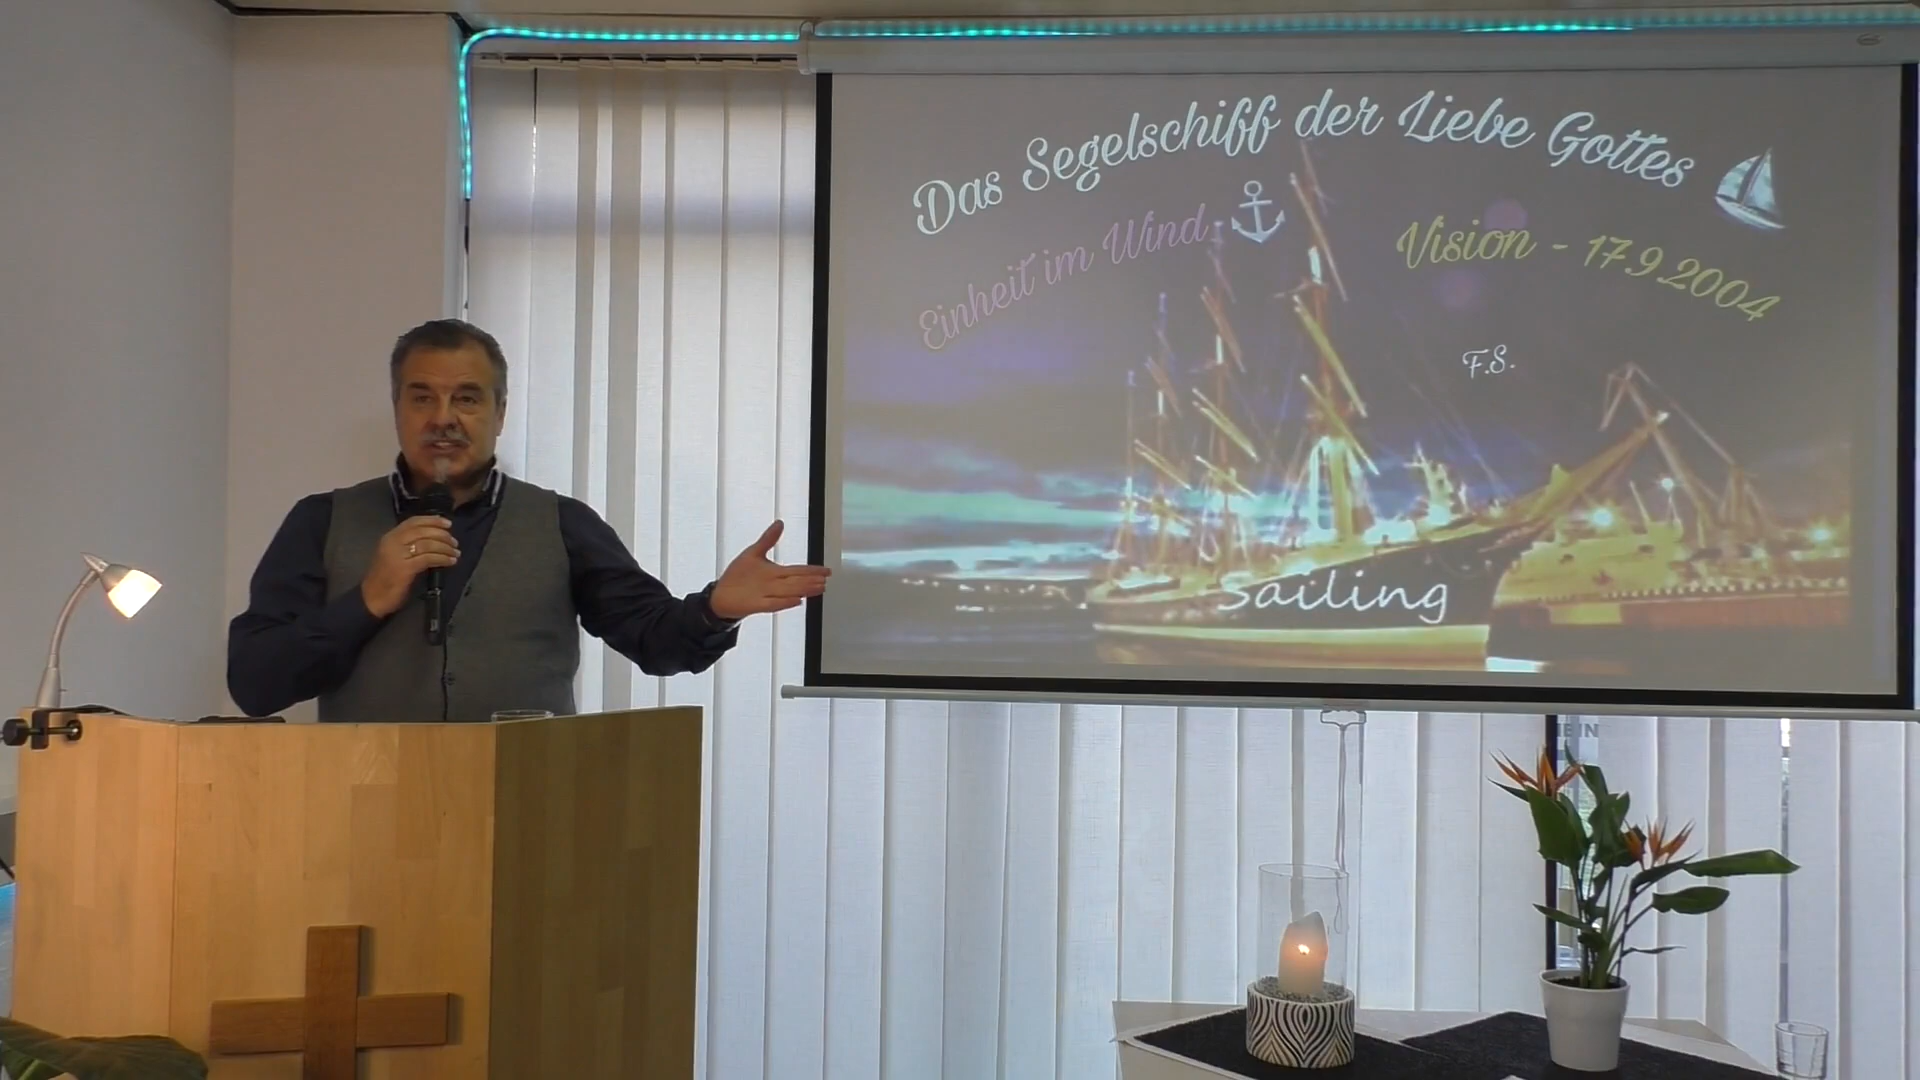 Das Segelschiff der Liebe Gottes
Einheit im Wind -
Vision - 17.9.2004
F.S.
Sailing